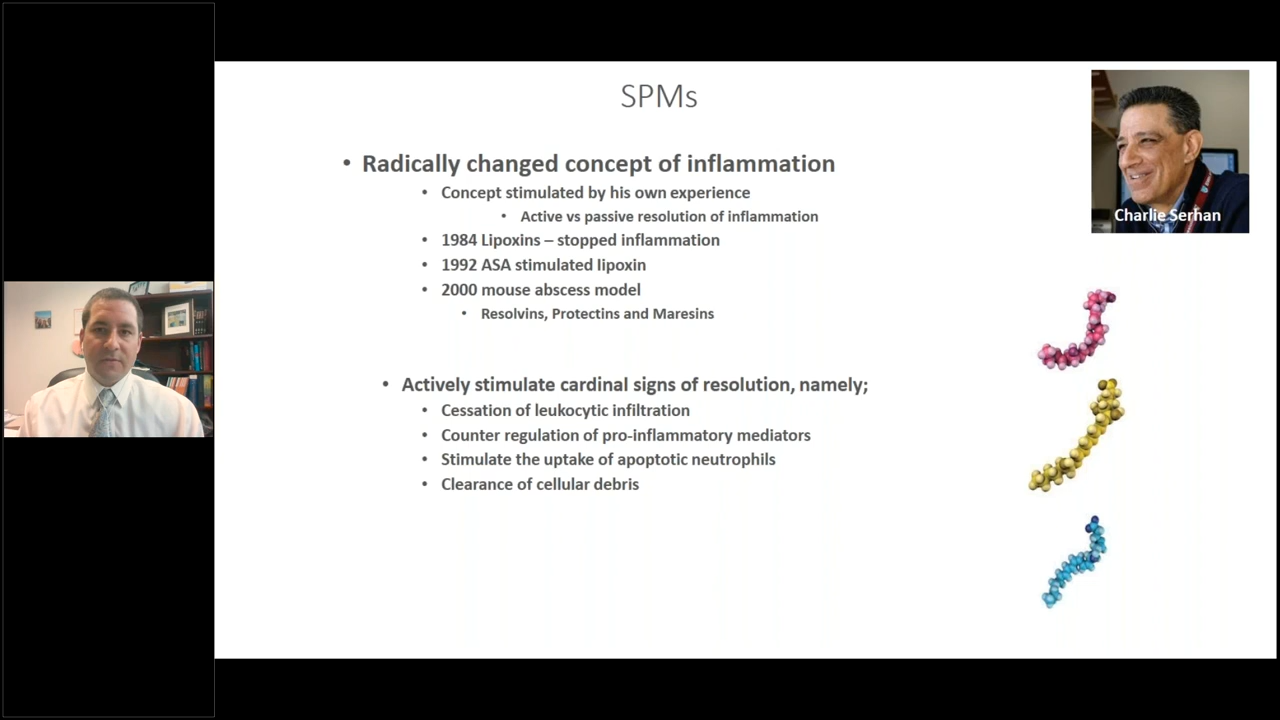 SPMs
• Radically changed concept of inflammation
• Concept stimulated by his own experience
• Active vs passive resolution of inflammation
• 1984 Lipoxins – stopped inflammation
• 1992 ASA stimulated lipoxin
• 2000 mouse abscess model
• Resolvins, Protectins and Maresins
• Actively stimulate cardinal signs of resolution, namely;
• Cessation of leukocytic infiltration
• Counter regulation of pro-inflammatory mediators
• Stimulate the uptake of apoptotic neutrophils
• Clearance of cellular debris
Charlie Serhan